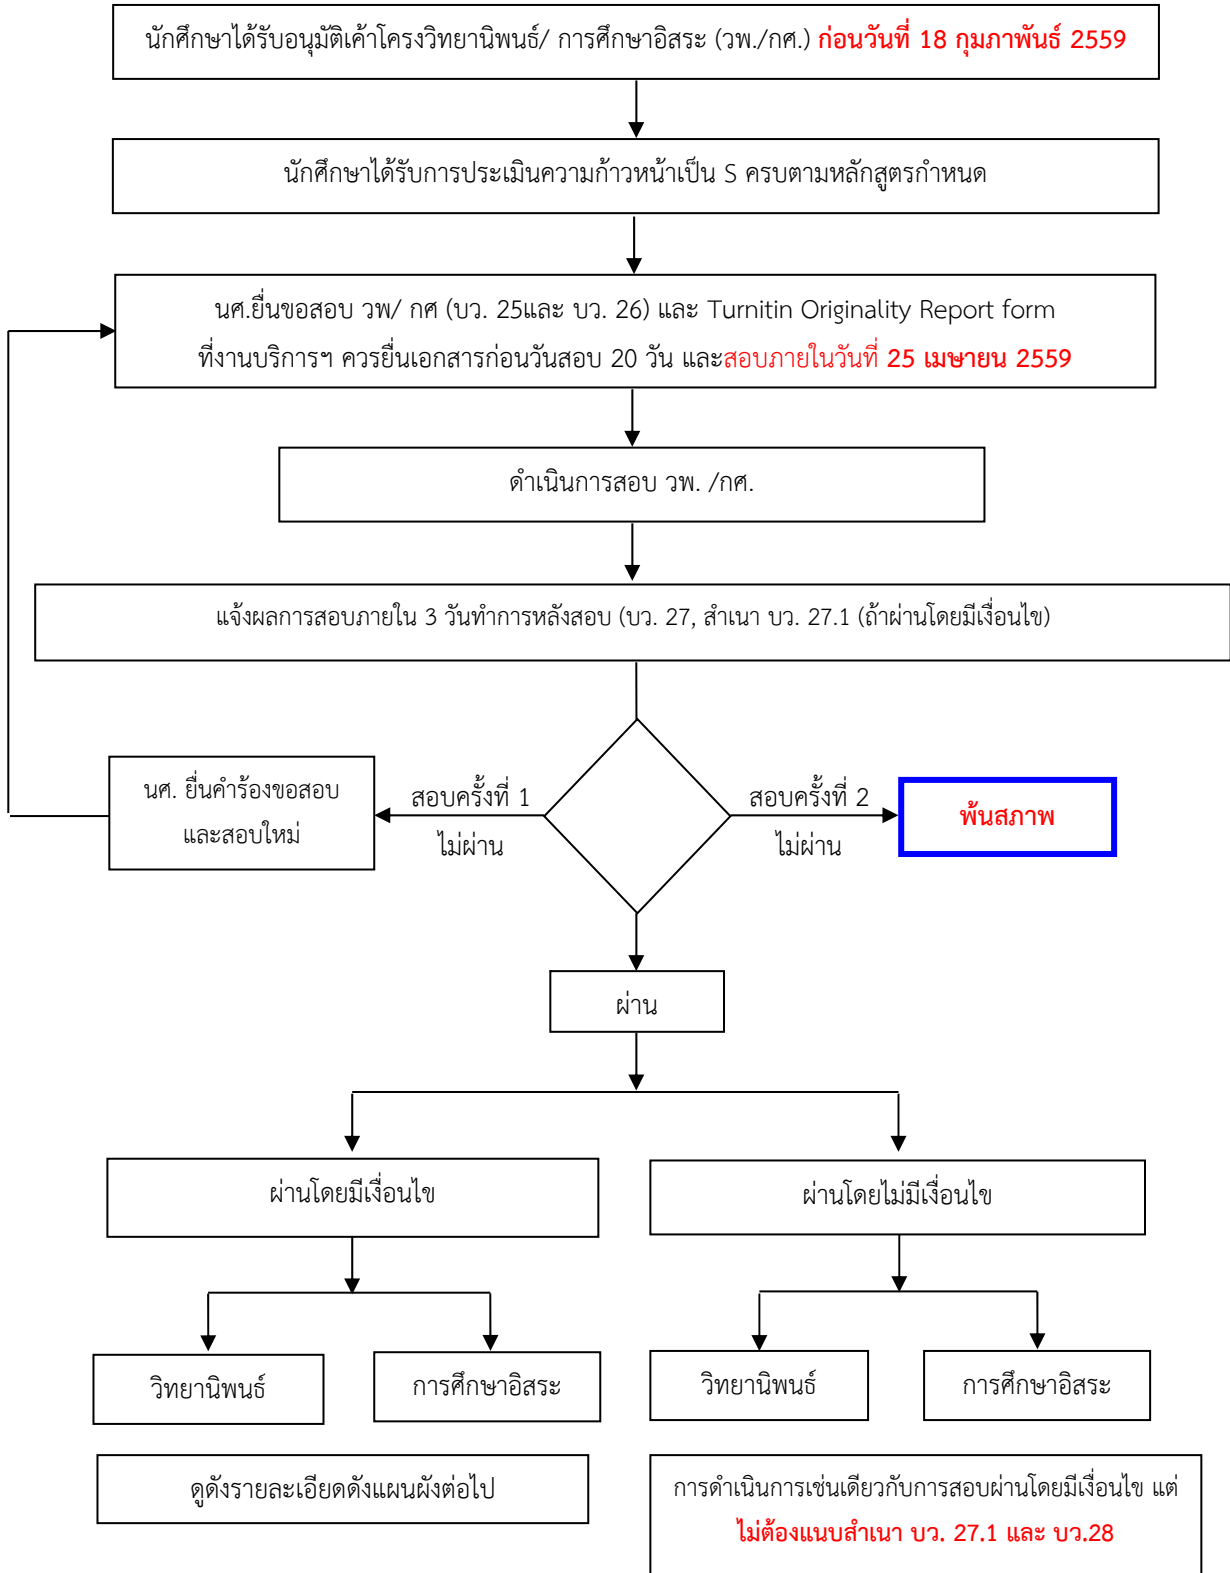 นักศึกษาได้รับอนุมัติเค้าโครงวิทยานิพนธ์/ การศึกษาอิสระ (วพ./กศ.) ก่อนวันที่ 18 กุมภาพันธ์ 2559
นักศึกษาได้รับการประเมินความก้าวหน้าเป็น S ครบตามหลักสูตรกำหนด
นศ.ยื่นขอสอบ วพ/ กศ (บว. 25และ บว. 26) และ Turnitin Originality Report form
ที่งานบริการฯ ควรยื่นเอกสารก่อนวันสอบ 20 วัน และสอบภายในวันที่ 25 เมษายน 2559
ดำเนินการสอบ วพ. /กศ.
แจ้งผลการสอบภายใน 3 วันทำการหลังสอบ (บว. 27, สำเนา บว. 27.1 (ถ้าผ่านโดยมีเงื่อนไข)
นศ. ยื่นคำร้องขอสอบ
และสอบใหม่
สอบครั้งที่ 1
ไม่ผ่าน
สอบครั้งที่ 2
ไม่ผ่าน
พ้นสภาพ
ผ่าน
ผ่านโดยมีเงื่อนไข
ผ่านโดยไม่มีเงื่อนไข
วิทยานิพนธ์
การศึกษาอิสระ
วิทยานิพนธ์
การศึกษาอิสระ
ดูดังรายละเอียดดังแผนผังต่อไป
การดำเนินการเช่นเดียวกับการสอบผ่านโดยมีเงื่อนไข แต่
ไม่ต้องแนบสำเนา บว. 27.1 และ บว.28